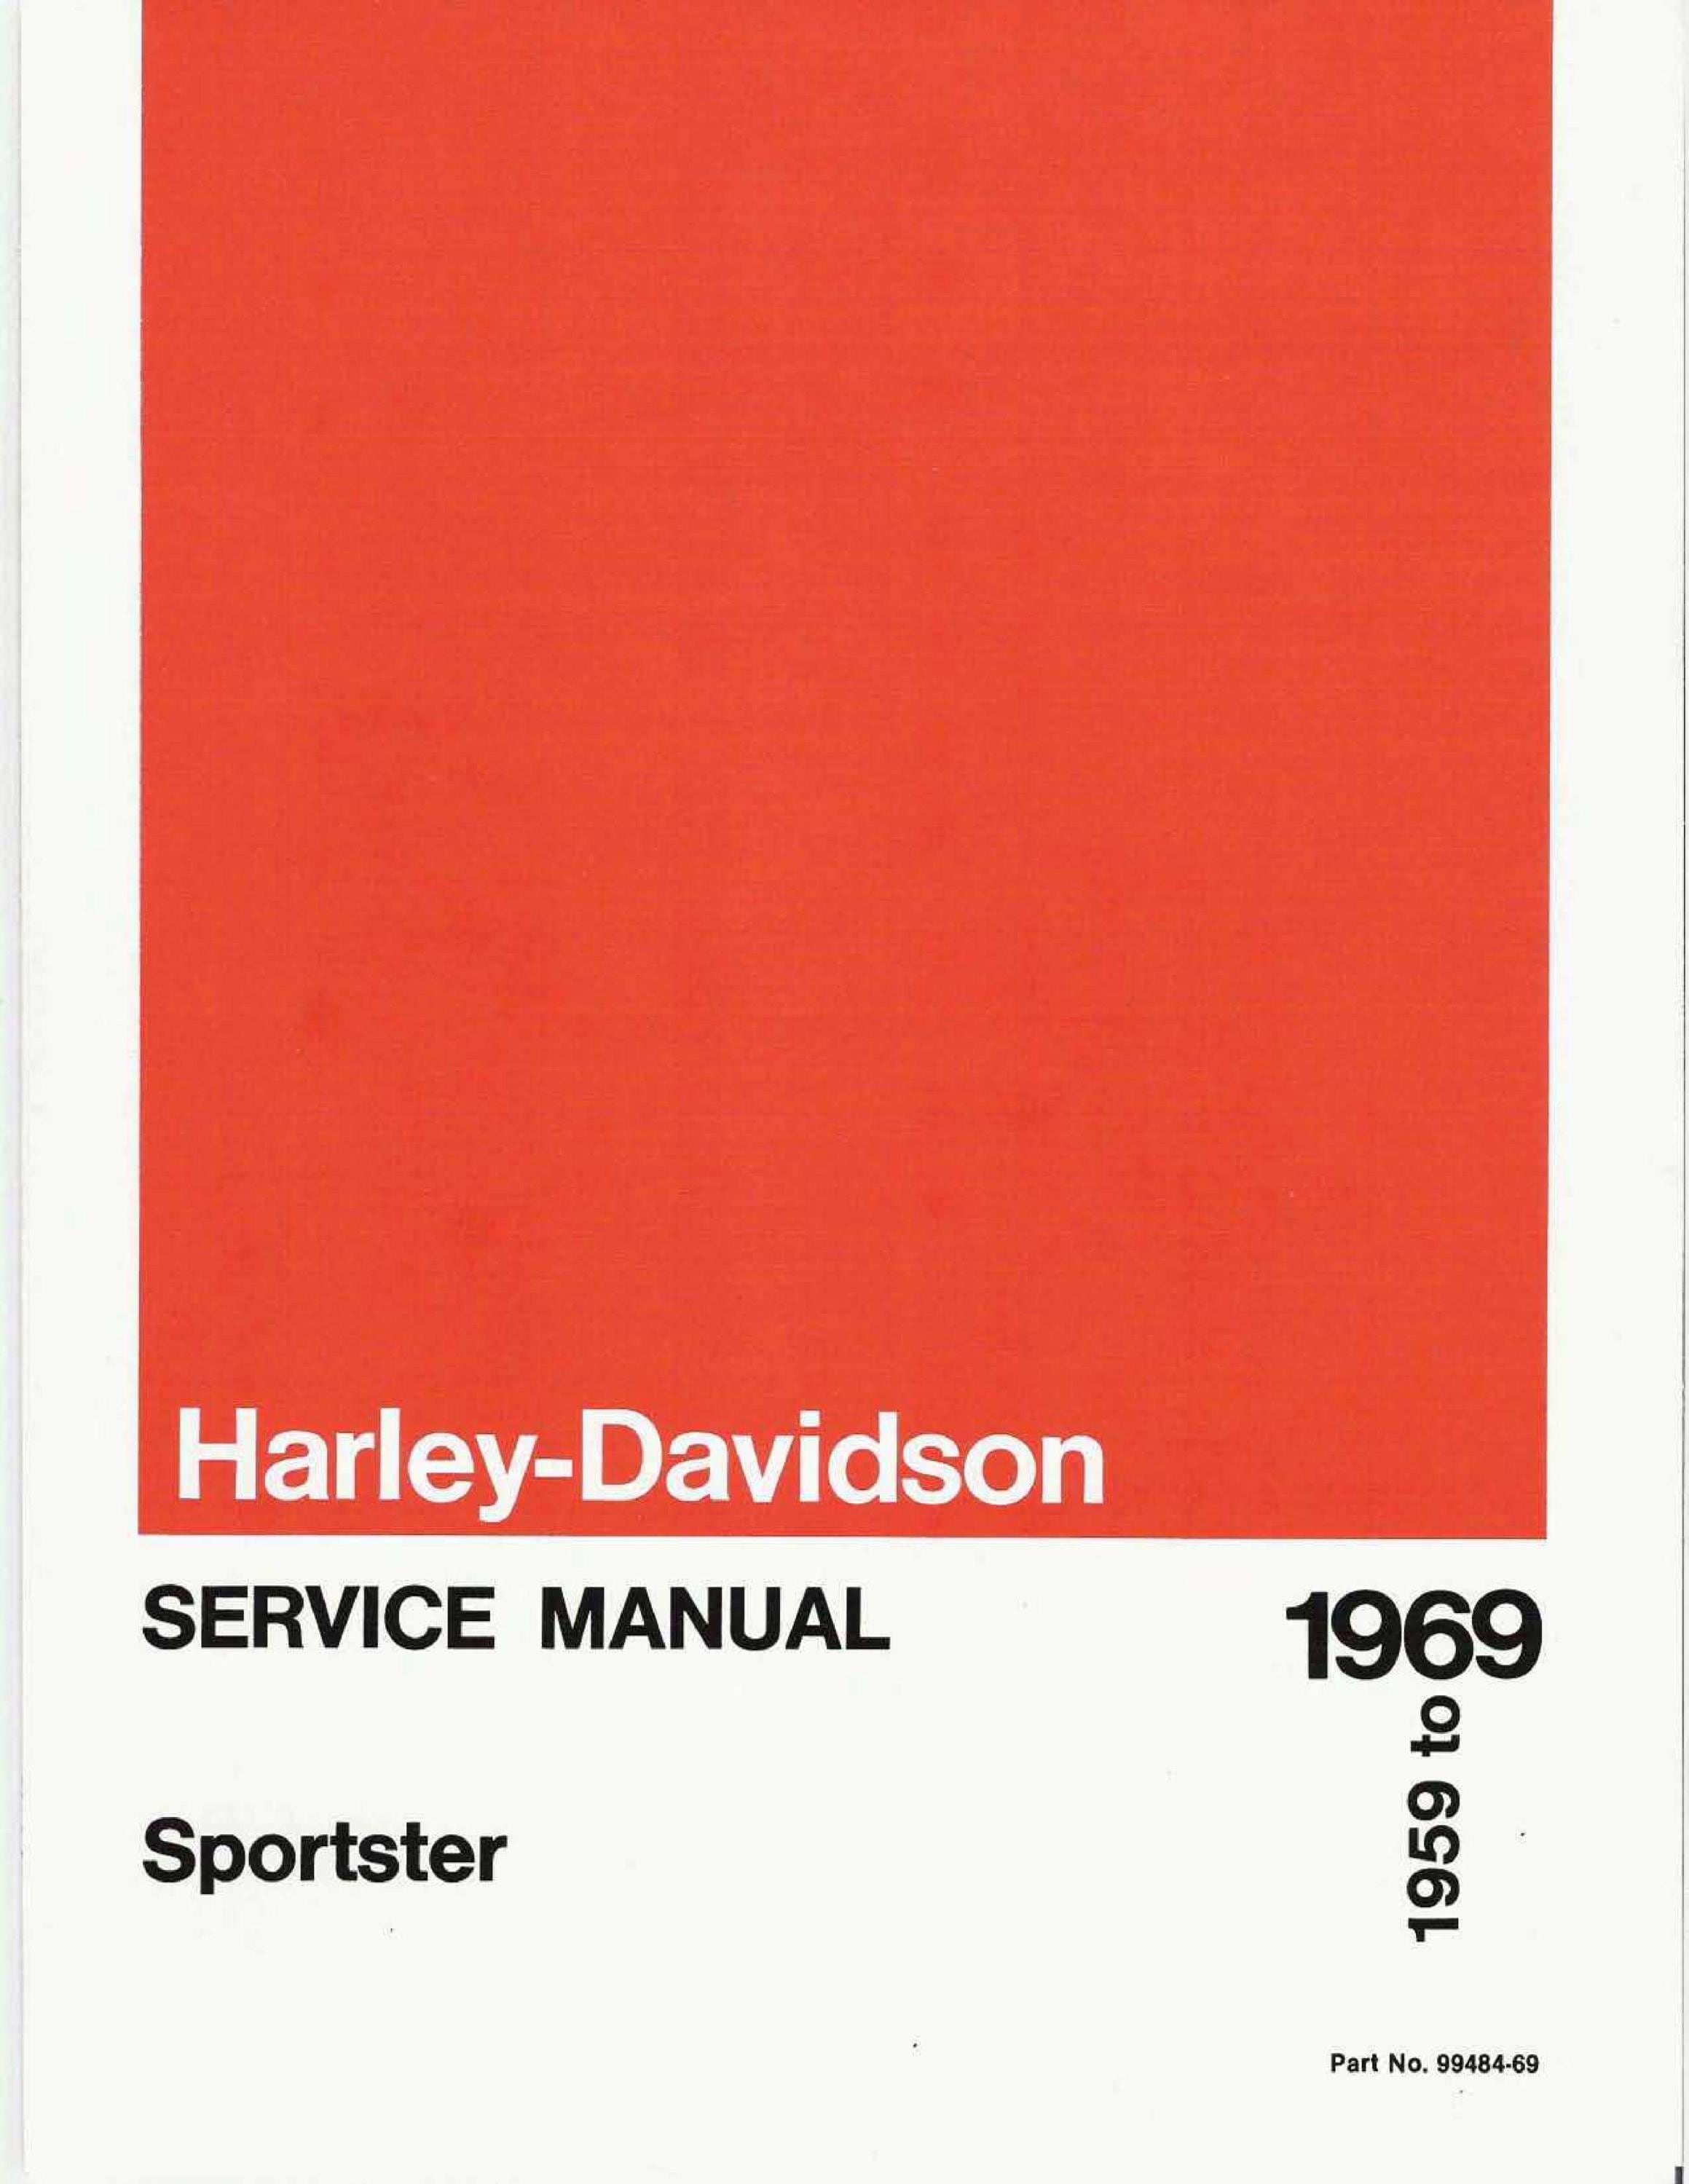 Harley-Davidson
SERVICE MANUAL
1969
1959 to
Sportster
Part No. 99484-69